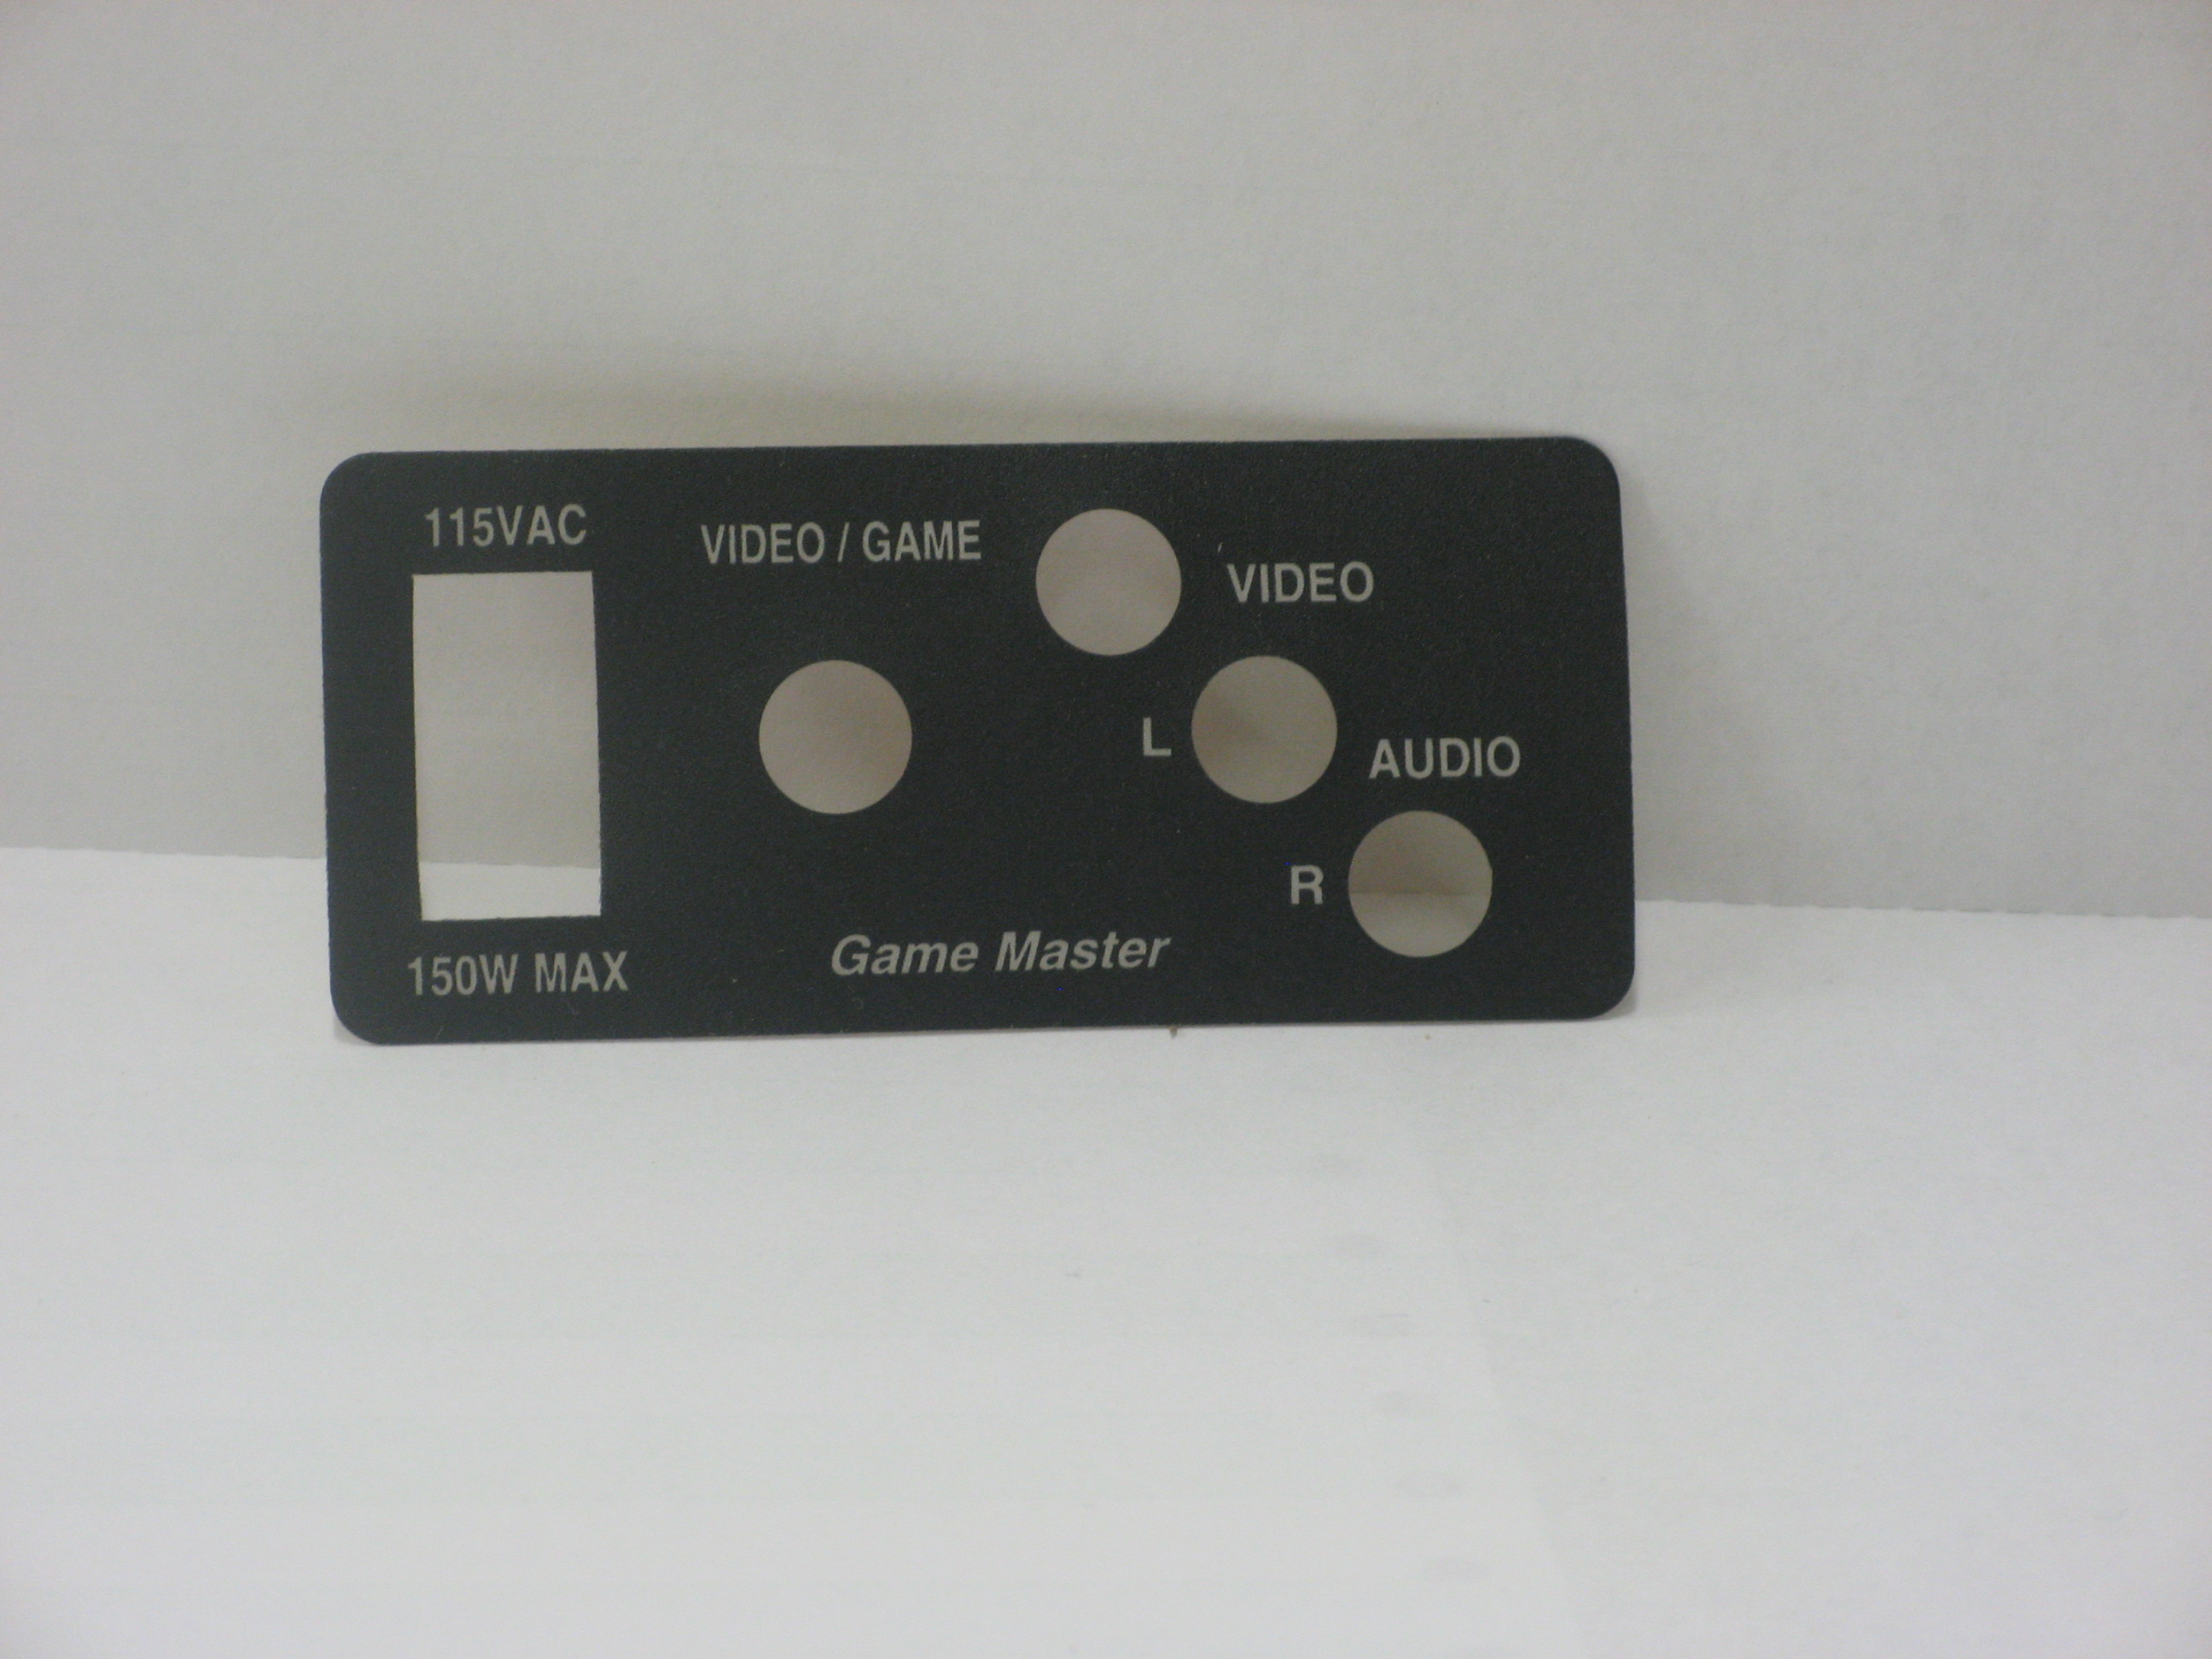 115VAC
VIDEO / GAME
VIDEO
L
AUDIO
R
Game Master
150W MAX